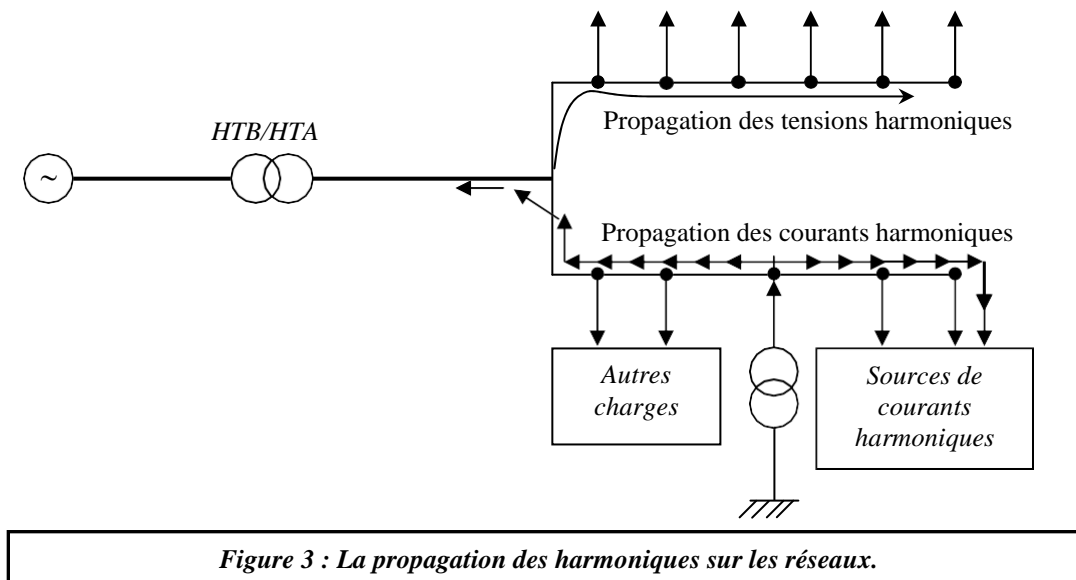 Propagation des tensions harmoniques
HTB/HTA
~
Propagation des courants harmoniques
Autres
charges
Sources de
courants
harmoniques
Figure 3 : La propagation des harmoniques sur les réseaux.